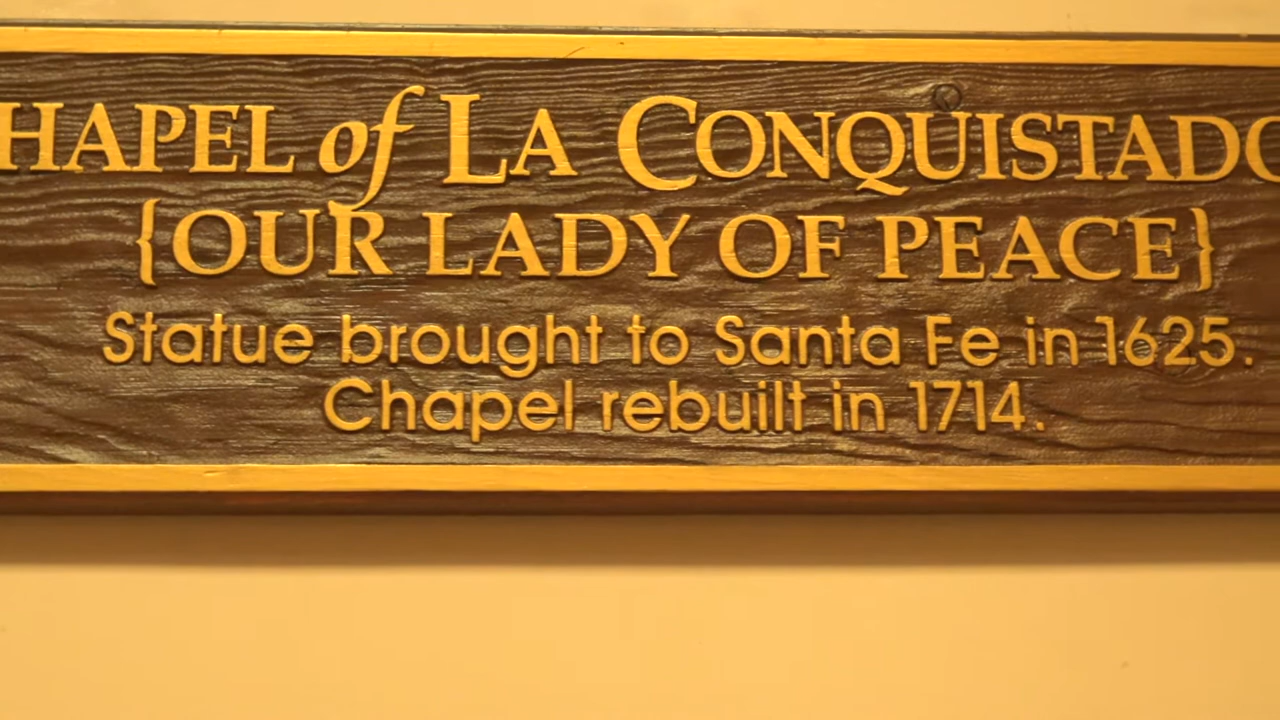 HAPEL of LA CONQUISTADO
{OUR LADY OF PEACE}
Statue brought to Santa Fe in 1625.
Chapel rebuilt in 1714.